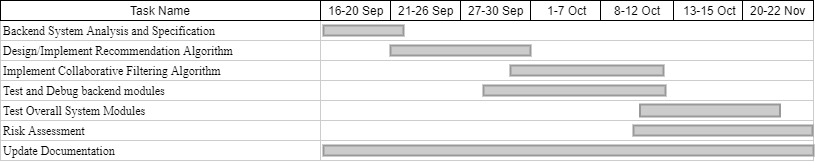 Task Name 16-20 Sep 21-26 Sep 27-30 Sep 1-7 Oct 8-12 Oct 13-15 Oct 20-22 Nov
Backend System Analysis and Specification
Design/Implement Recommendation Algorithm
Implement Collaborative Filtering Algorithm
Test and Debug backend modules
Test Overall System Modules
Risk Assessment
Update Documentation